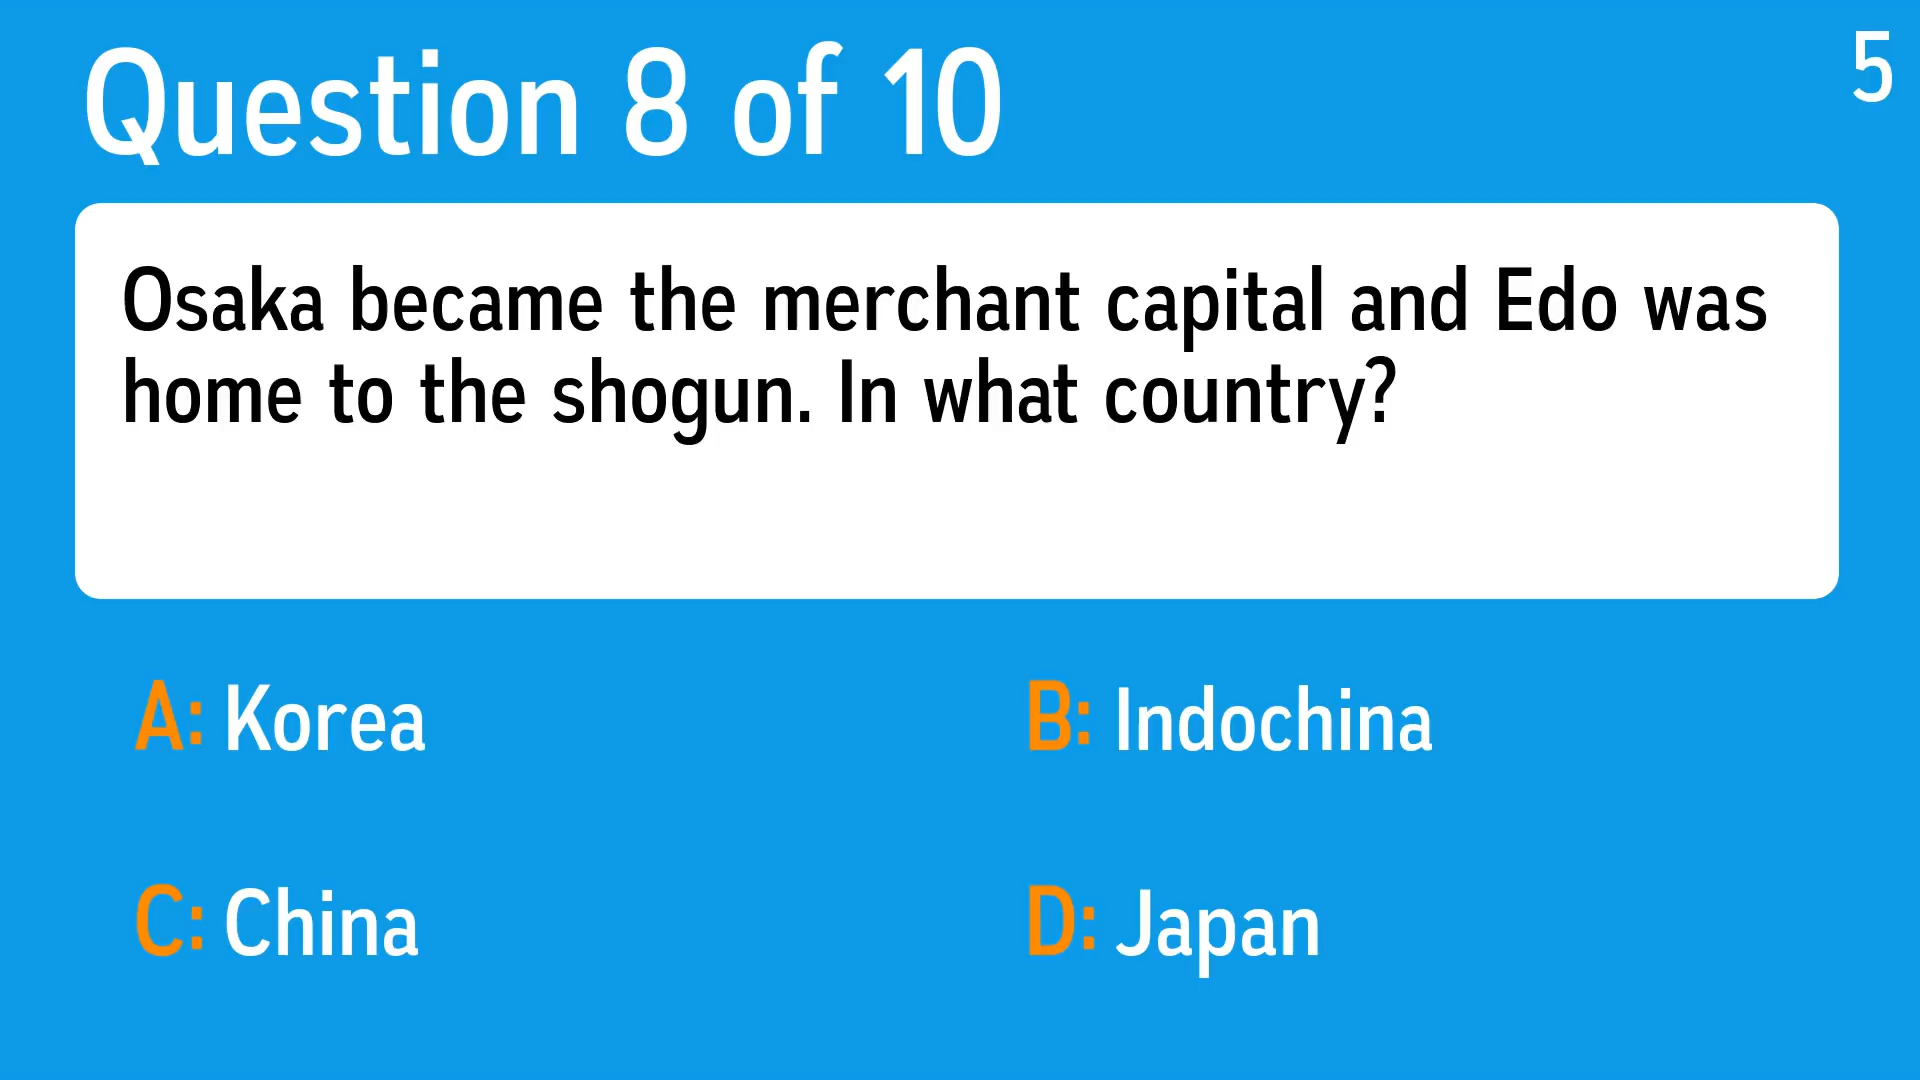 Question 8 of 10
5
Osaka became the merchant capital and Edo was
home to the shogun. In what country?
A: Korea
B: Indochina
C: China
D: Japan